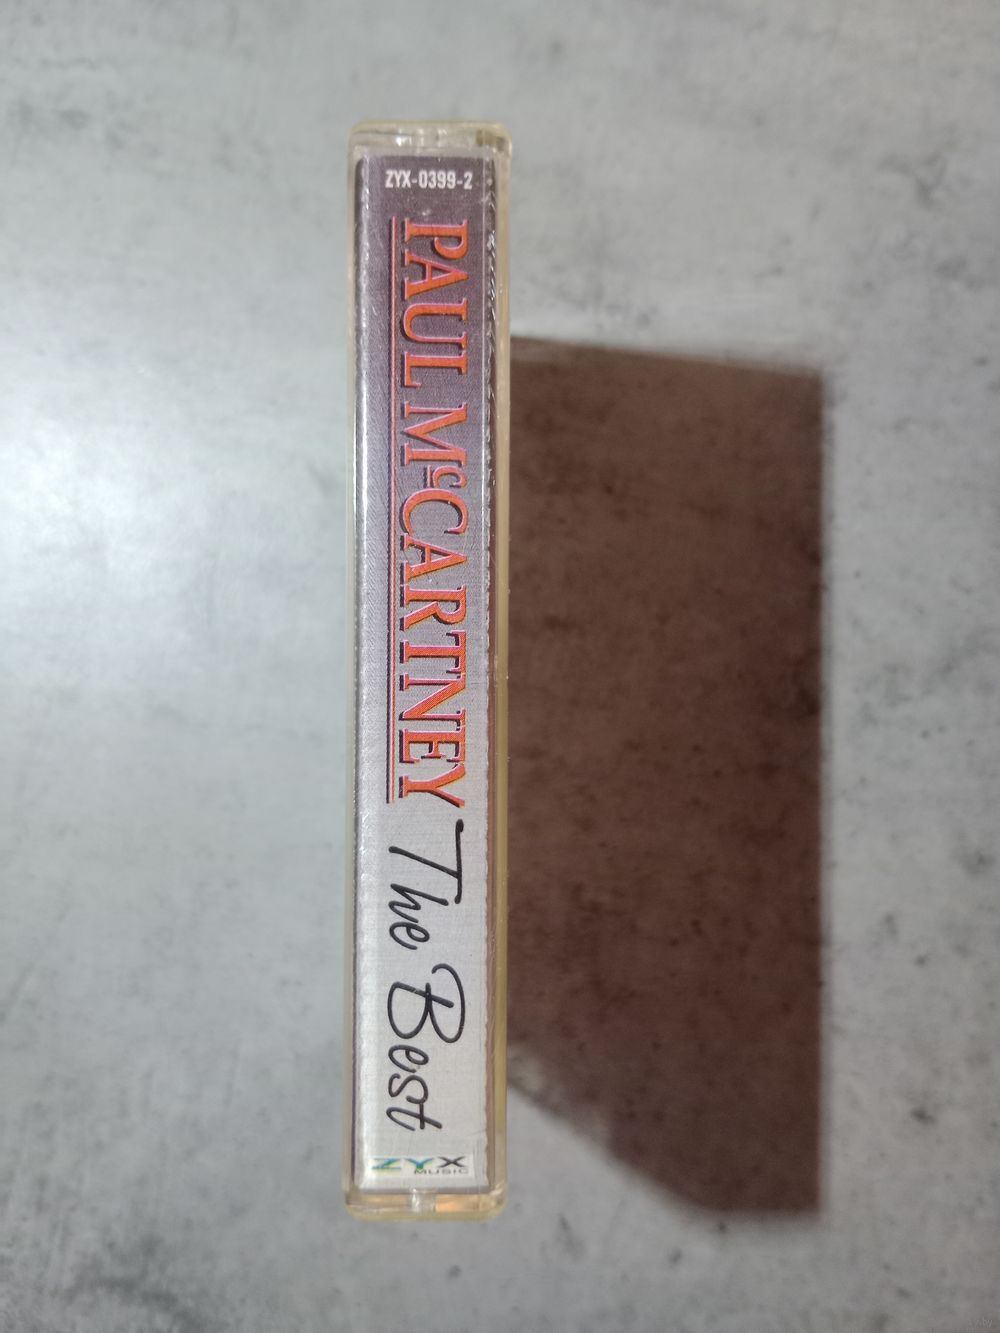 ZYX-0399-2
PAUL McCARTNEY The Best
ZYX
MUSIC